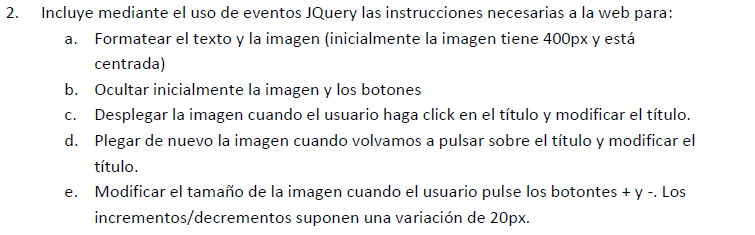 2. Incluye mediante el uso de eventos JQuery las instrucciones necesarias a la web para:
a. Formatear el texto y la imagen (inicialmente la imagen tiene 400px y está
centrada)
b. Ocultar inicialmente la imagen y los botones
c. Desplegar la imagen cuando el usuario haga click en el título y modificar el título.
d. Plegar de nuevo la imagen cuando volvamos a pulsar sobre el título y modificar el
título.
e. Modificar el tamaño de la imagen cuando el usuario pulse los botontes + y -. Los
incrementos/decrementos suponen una variación de 20px.